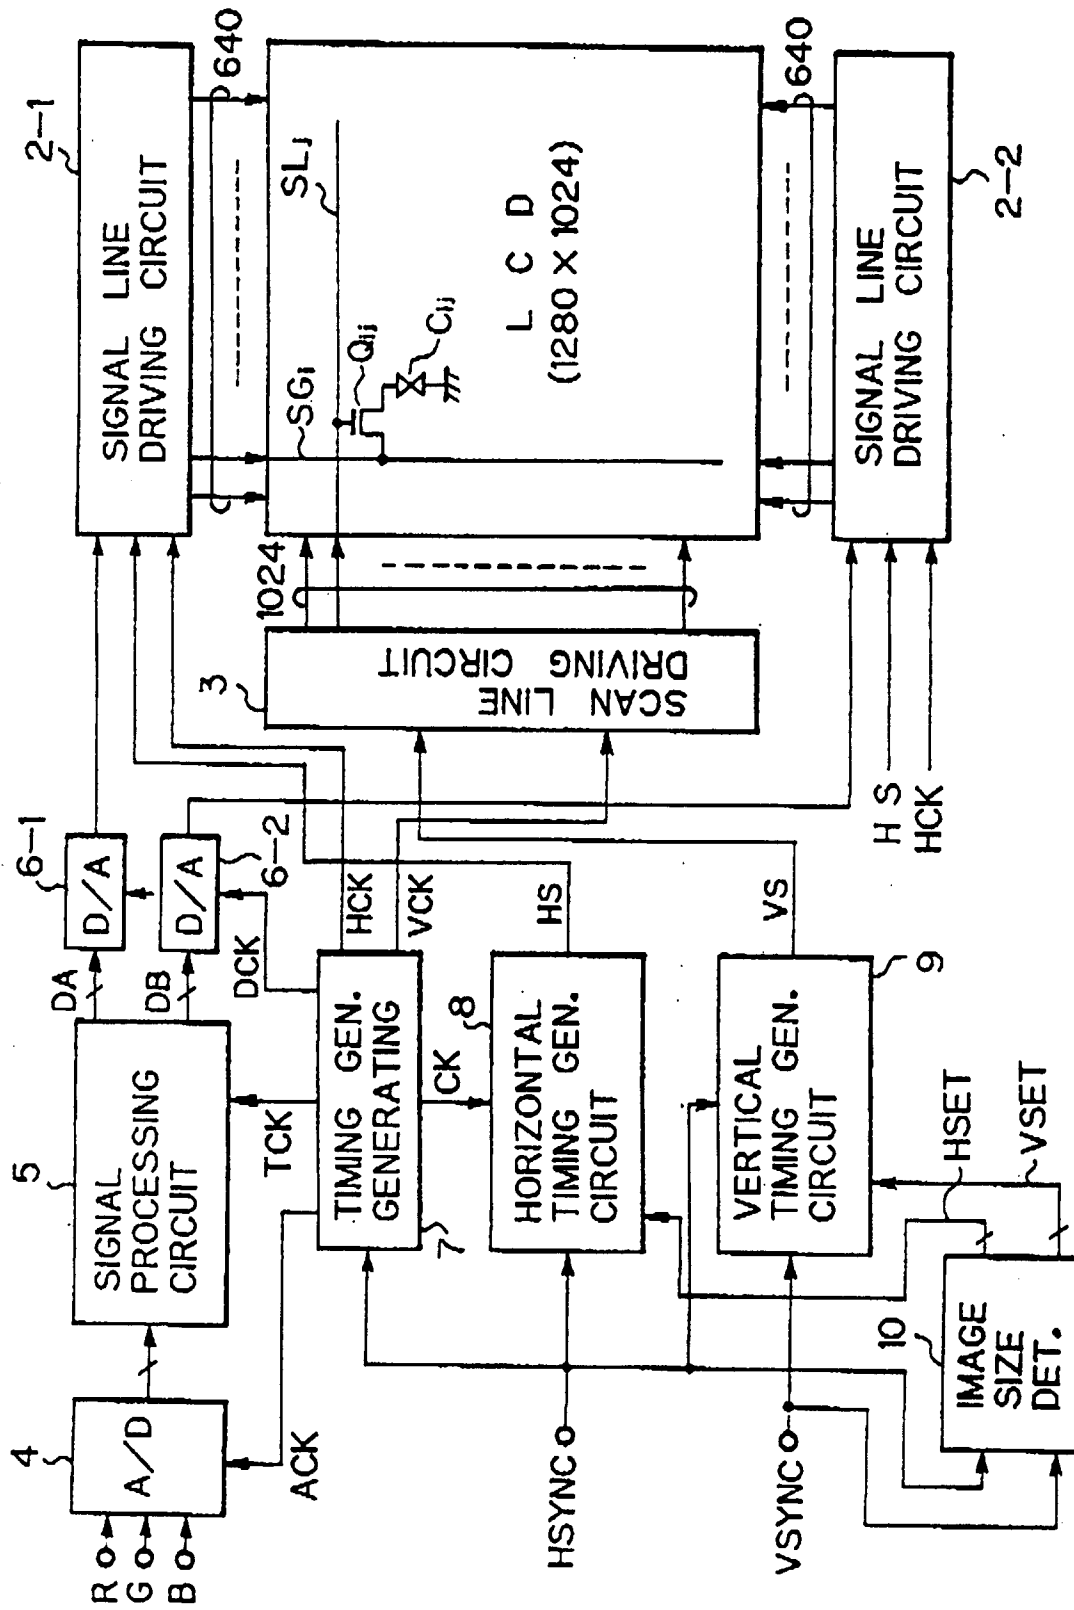 R
G
B
4
A/D
ACK
5
SIGNAL
PROCESSING
CIRCUIT
TCK
DA
DB
DCK
6-1
D/A
D/A
6-2
2-1
SIGNAL LINE
DRIVING CIRCUIT
640
HSYNC
VSYNC
7
TIMING GEN.
GENERATING
HCK
VCK
CK
8
HORIZONTAL
TIMING GEN.
CIRCUIT
HS
VERTICAL
TIMING GEN.
CIRCUIT
9
VS
10
IMAGE
SIZE
DET.
HSET
VSET
3
SCAN LINE
DRIVING CIRCUIT
1024
SLj
SGi
Qij
Cij
L C D
(1280 X 1024)
640
SIGNAL LINE
DRIVING CIRCUIT
2-2
H S
HCK